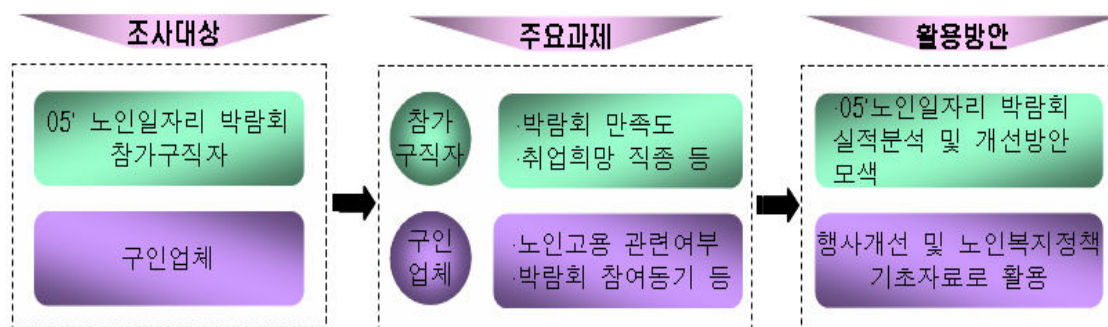 조사대상
05' 노인일자리 박람회
참가구직자
구인업체
주요과제
참가
구직자
·박람회 만족도
·취업희망 직종 등
구인
업체
·노인고용 관련여부
·박람회 참여동기 등
활용방안
·05'노인일자리 박람회
실적분석 및 개선방안
모색
행사개선 및 노인복지정책
기초자료로 활용